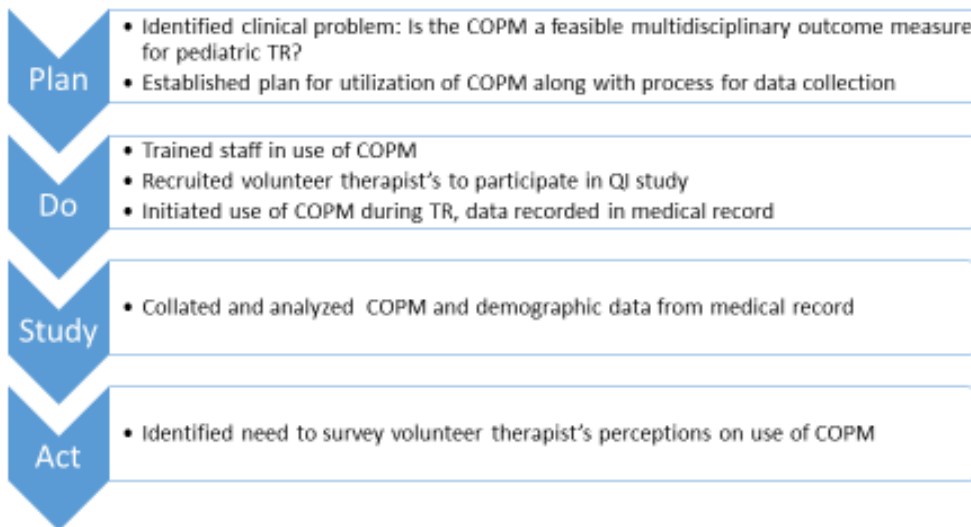 Plan
• Identified clinical problem: Is the COPM a feasible multidisciplinary outcome measure
for pediatric TR?
• Established plan for utilization of COPM along with process for data collection
Do
• Trained staff in use of COPM
• Recruited volunteer therapist's to participate in QI study
• Initiated use of COPM during TR, data recorded in medical record
Study
• Collated and analyzed COPM and demographic data from medical record
Act
• Identified need to survey volunteer therapist's perceptions on use of COPM